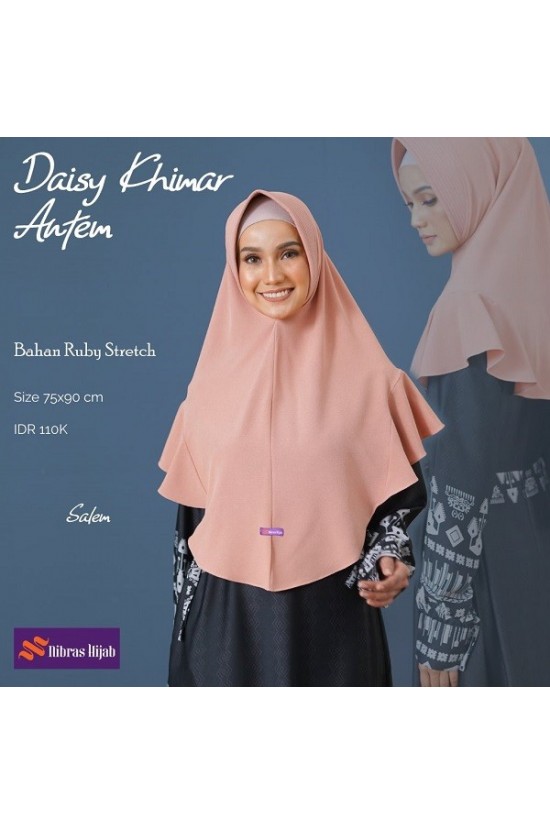 Daisy Khimar
Antem
Bahan Ruby Stretch
Size 75x90 cm
IDR 110K
Salem
Nibras Hijab